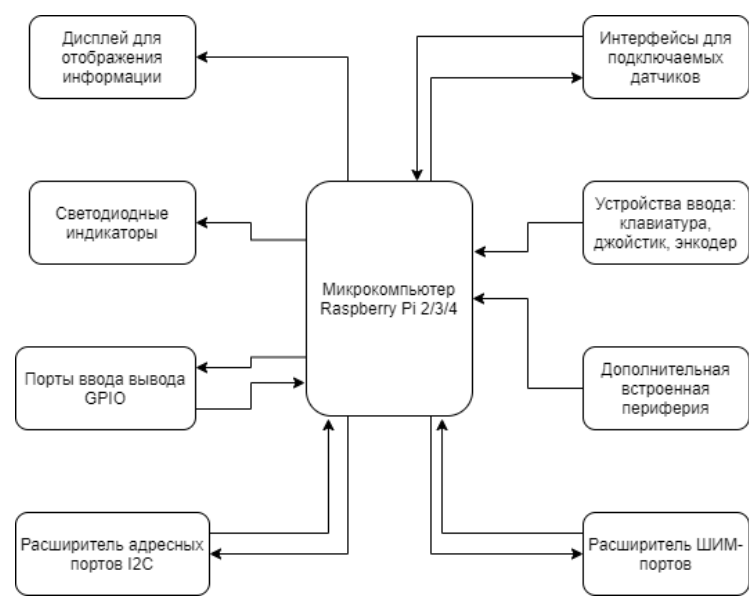 Дисплей для
отображения
информации
Интерфейсы для
подключаемых
датчиков
Светодиодные
индикаторы
Устройства ввода:
клавиатура,
джойстик, энкодер
Микрокомпьютер
Raspberry Pi 2/3/4
Порты ввода вывода
GPIO
Дополнительная
встроенная
периферия
Расширитель адресных
портов I2C
Расширитель ШИМ-
портов